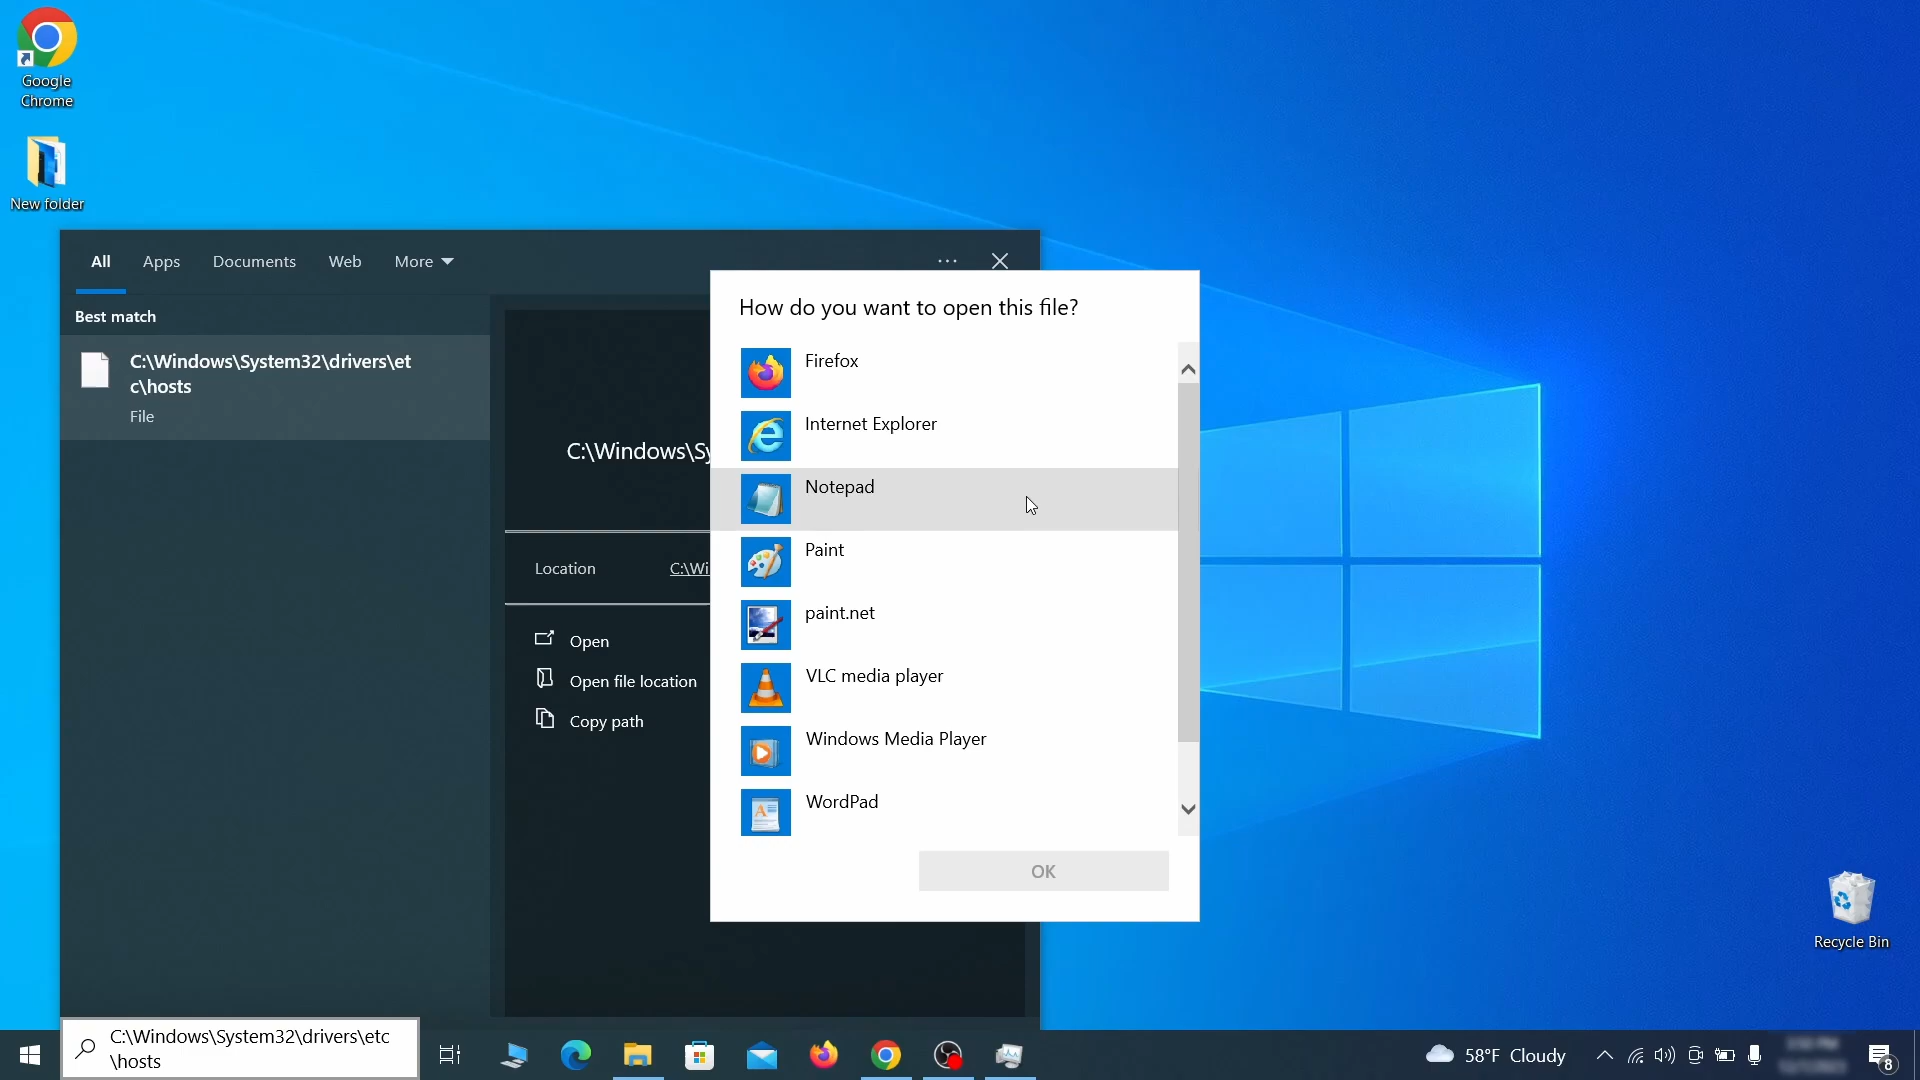 Google
Chrome
New folder
All
Apps
Documents
Web
More
Best match
C:\Windows\System32\drivers\et
c\hosts
File
C:\Windows\Sy
Location
C:\Wi
Open
Open file location
Copy path
How do you want to open this file?
Firefox
Internet Explorer
Notepad
Paint
paint.net
VLC media player
Windows Media Player
WordPad
OK
Recycle Bin
C:\Windows\System32\drivers\etc
\hosts
58°F Cloudy
8